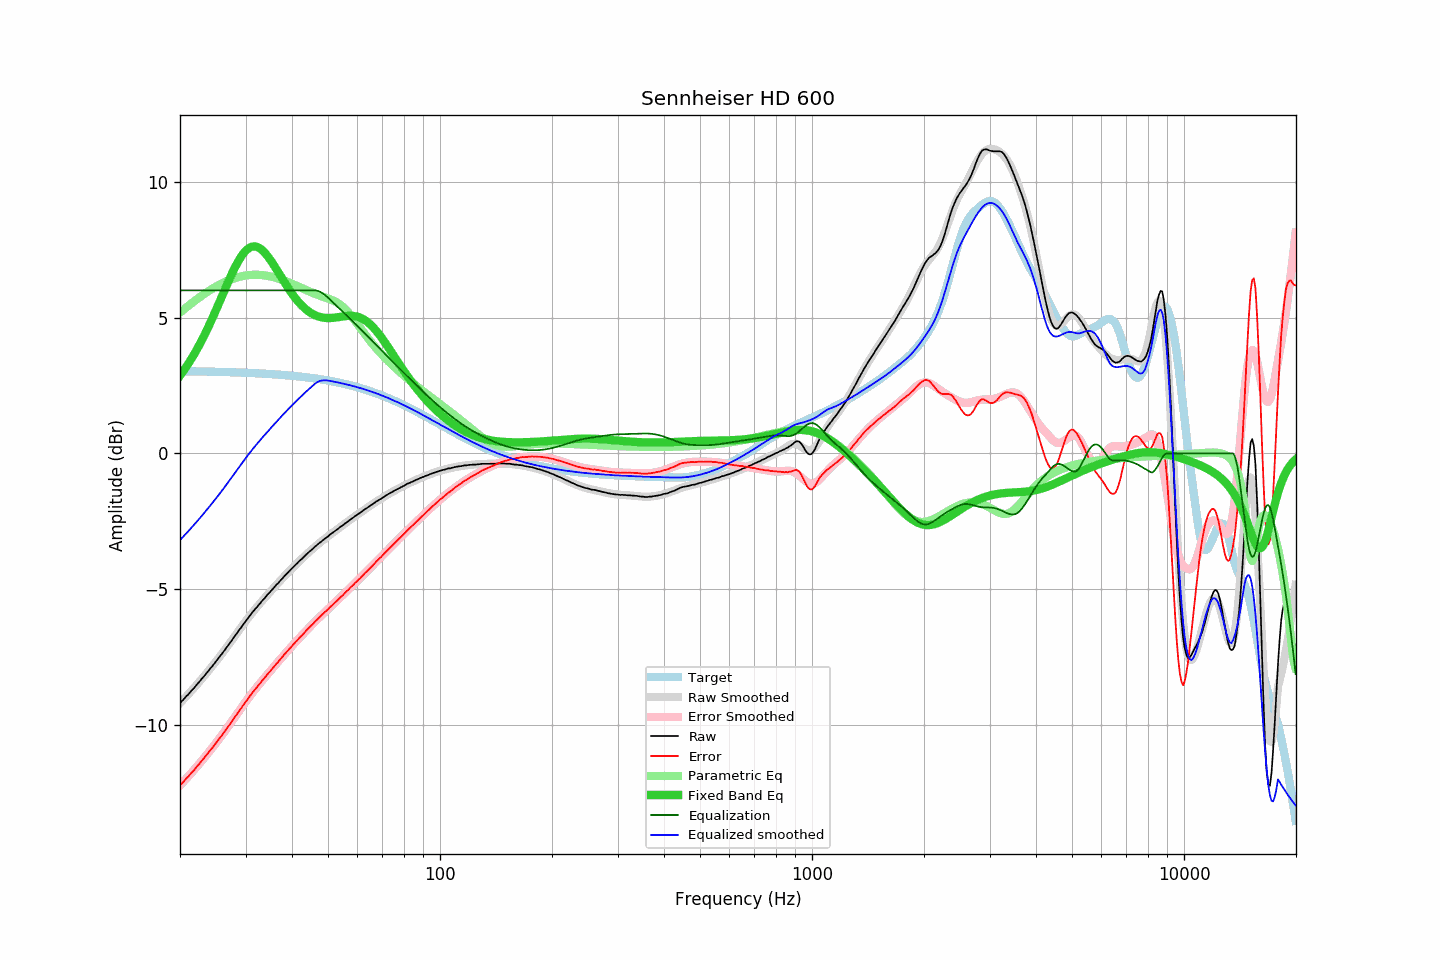 Sennheiser HD 600
10
5
0
−5
−10
Amplitude (dBr)
100
1000
10000
Frequency (Hz)
Target
Raw Smoothed
Error Smoothed
Raw
Error
Parametric Eq
Fixed Band Eq
Equalization
Equalized smoothed